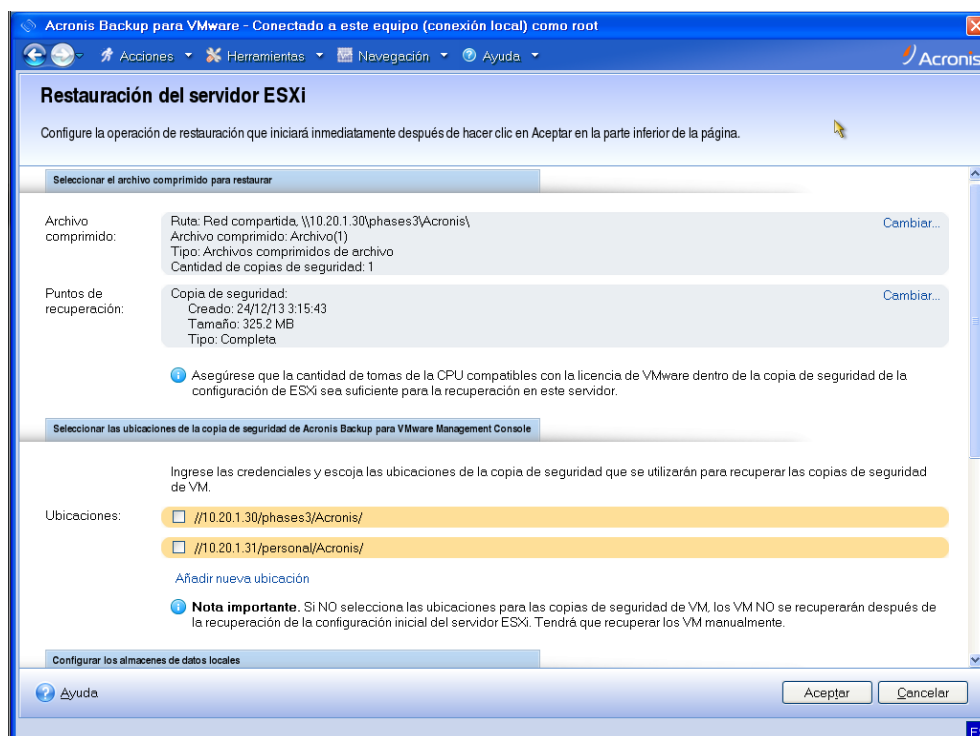 Acronis Backup para VMware - Conectado a este equipo (conexión local) como root
Acciones Herramientas Navegación Ayuda
Acronis
Restauración del servidor ESXi
Configure la operación de restauración que iniciará inmediatamente después de hacer clic en Aceptar en la parte inferior de la página.
Seleccionar el archivo comprimido para restaurar
Archivo
comprimido:
Ruta: Red compartida, \\10.20.1.30\phases3\Acronis\
Cambiar...
Archivo comprimido: Archivo(1)
Tipo: Archivos comprimidos de archivo
Cantidad de copias de seguridad: 1
Puntos de
recuperación:
Copia de seguridad:
Cambiar...
Creado: 24/12/13 3:15:43
Tamaño: 325.2 MB
Tipo: Completa
Asegúrese que la cantidad de tomas de la CPU compatibles con la licencia de VMware dentro de la copia de seguridad de la
configuración de ESXi sea suficiente para la recuperación en este servidor.
Seleccionar las ubicaciones de la copia de seguridad de Acronis Backup para VMware Management Console
Ingrese las credenciales y escoja las ubicaciones de la copia de seguridad que se utilizarán para recuperar las copias de seguridad
de VM.
Ubicaciones:
//10.20.1.30/phases3/Acronis/
//10.20.1.31/personal/Acronis/
Añadir nueva ubicación
Nota importante. Si NO selecciona las ubicaciones para las copias de seguridad de VM, los VM NO se recuperarán después de
la recuperación de la configuración inicial del servidor ESXi. Tendrá que recuperar los VM manualmente.
Configurar los almacenes de datos locales
Ayuda
Aceptar
Cancelar